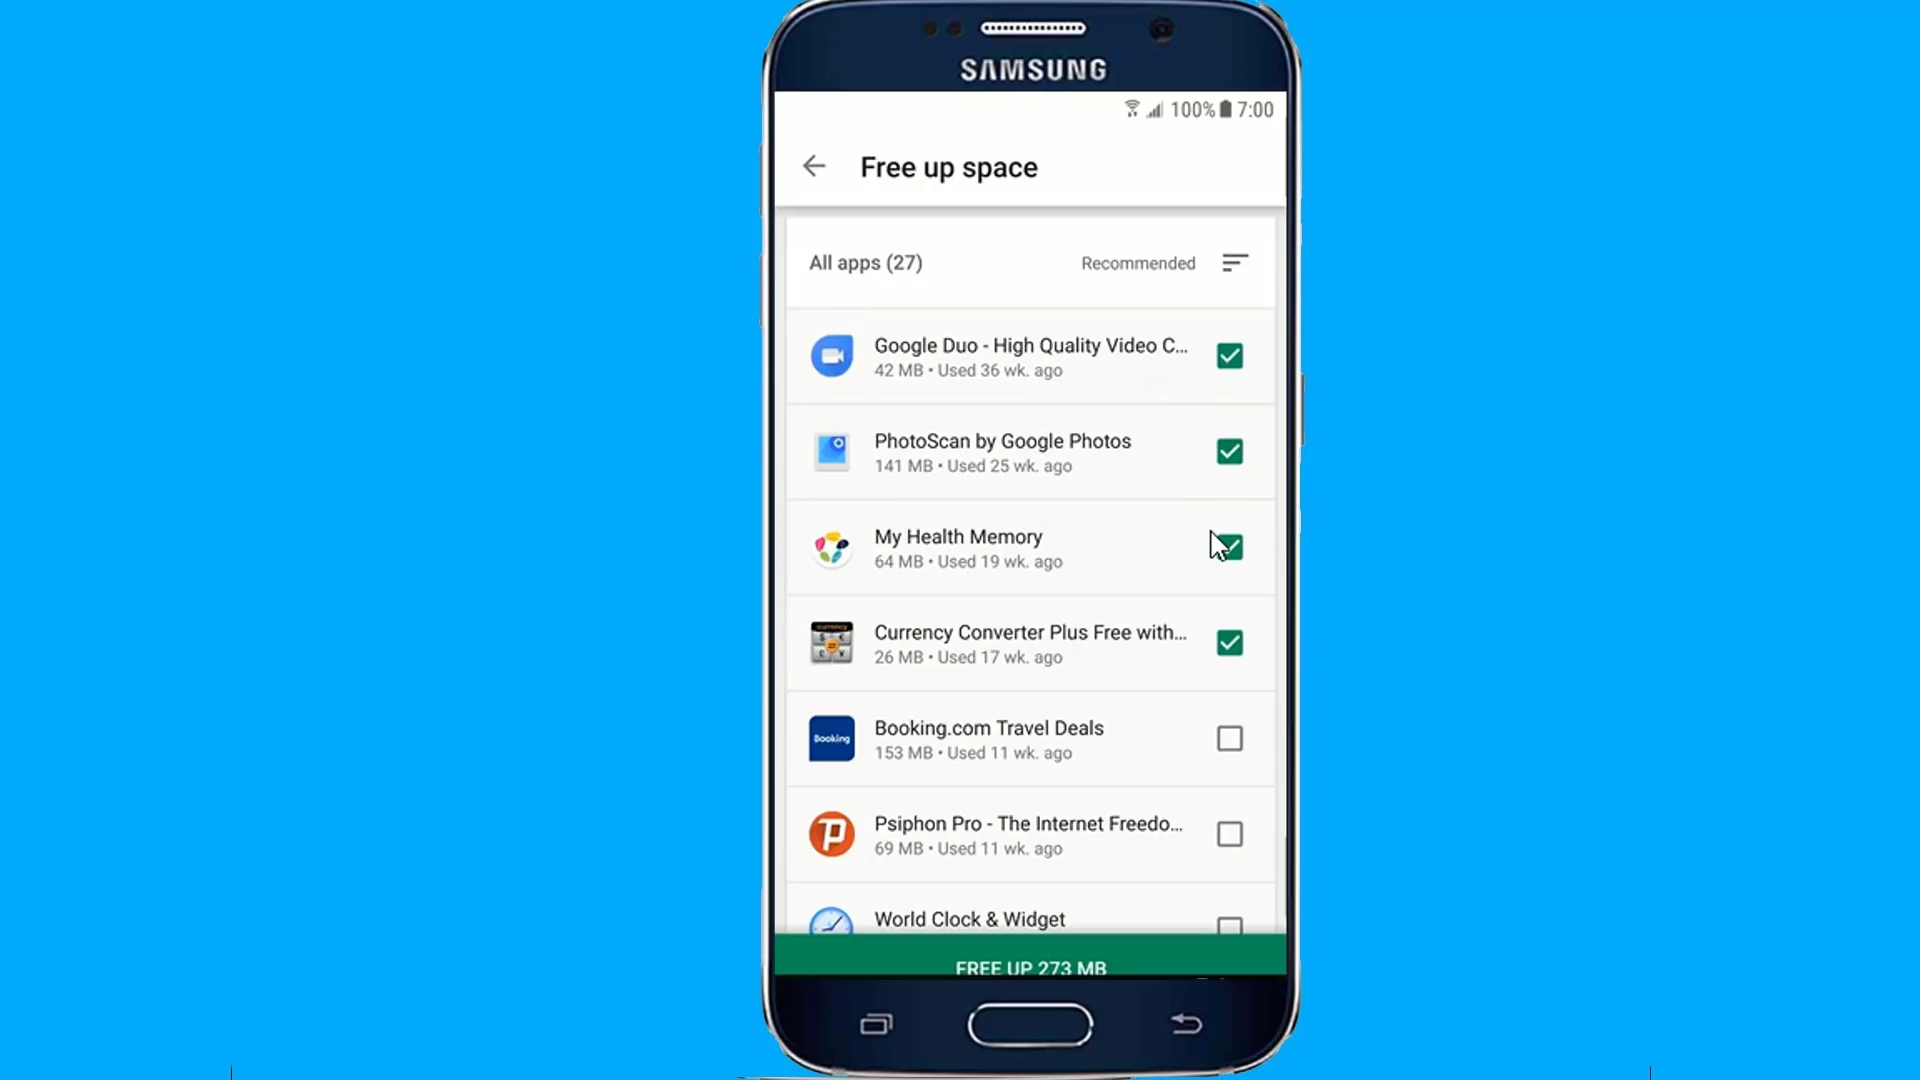 SAMSUNG
100% 7:00
Free up space
All apps (27) Recommended
Google Duo - High Quality Video C...
42 MB • Used 36 wk. ago
PhotoScan by Google Photos
141 MB • Used 25 wk. ago
My Health Memory
64 MB • Used 19 wk. ago
currency
Currency Converter Plus Free with...
26 MB • Used 17 wk. ago
Booking
Booking.com Travel Deals
153 MB • Used 11 wk. ago
Psiphon Pro - The Internet Freedo...
69 MB • Used 11 wk. ago
World Clock & Widget
FREE UP 273 MB